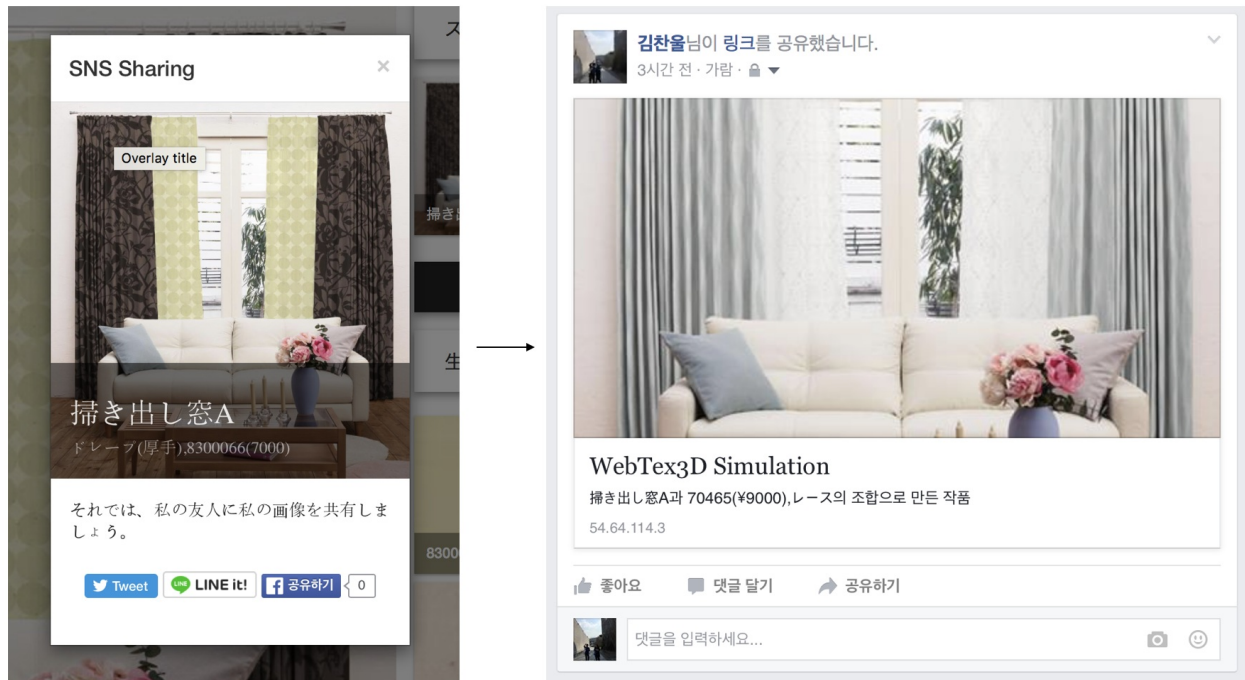 SNS Sharing
×
Overlay title
掃き出し窓A
ドレープ(厚手),8300066(7000)
それでは、私の友人に私の画像を共有しま
しょう。
Tweet
LINE LINE it!
공유하기
0
ス
掃き
生
8300
김찬울님이 링크를 공유했습니다.
3시간 전 · 가람 ·
WebTex3D Simulation
掃き出し窓A과 70465(¥9000),レース의 조합으로 만든 작품
54.64.114.3
좋아요 댓글 달기 공유하기
댓글을 입력하세요...